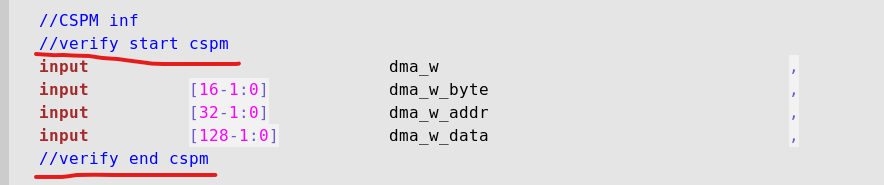 //CSPM inf
//verify start cspm
input dma_w ,
input [16-1:0] dma_w_byte ,
input [32-1:0] dma_w_addr ,
input [128-1:0] dma_w_data ,
//verify end cspm